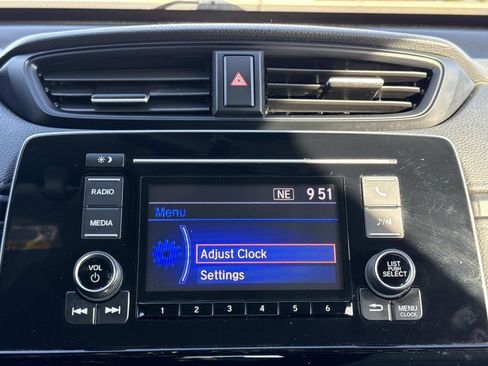 RADIO
MEDIA
NE 9 51
Menu
Adjust Clock
Settings
VOL
LIST
PUSH
SELECT
1 2 3 4 5 6
MENU
CLOCK